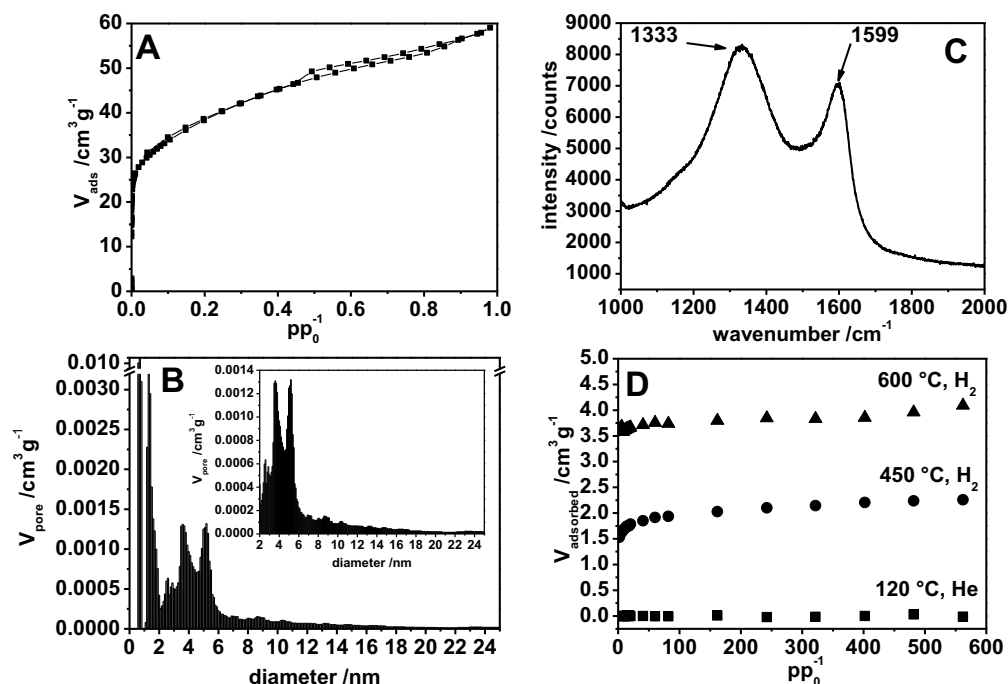 A
V_ads /cm³g⁻¹
60
50
40
30
20
10
0
0.0 0.2 0.4 0.6 0.8 1.0
pp₀⁻¹
C
1333
1599
intensity /counts
9000
8000
7000
6000
5000
4000
3000
2000
1000
1000 1200 1400 1600 1800 2000
wavenumber /cm⁻¹
B
V_pore /cm³g⁻¹
0.010
0.0030
0.0025
0.0020
0.0015
0.0010
0.0005
0.0000
0 2 4 6 8 10 12 14 16 18 20 22 24
diameter /nm
V_pore /cm³g⁻¹
0.0014
0.0012
0.0010
0.0008
0.0006
0.0004
0.0002
0.0000
2 4 6 8 10 12 14 16 18 20 22 24
diameter /nm
D
V_adsorbed /cm³g⁻¹
5.0
4.5
4.0
3.5
3.0
2.5
2.0
1.5
1.0
0.5
0.0
600 °C, H₂
450 °C, H₂
120 °C, He
0 100 200 300 400 500 600
pp₀⁻¹